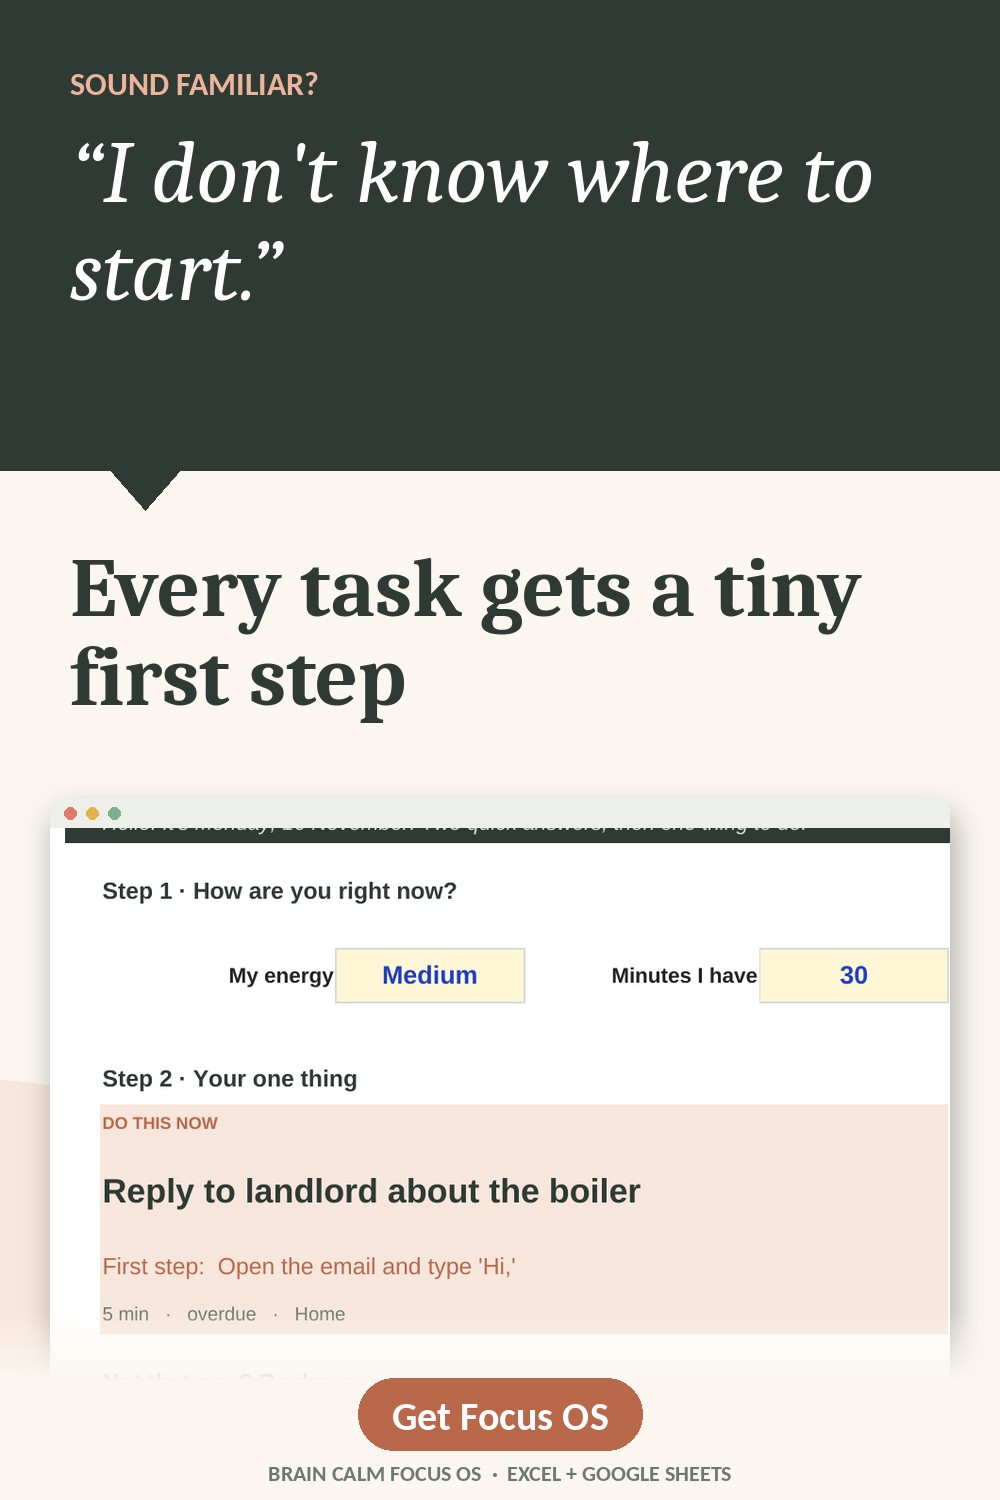 SOUND FAMILIAR?
“I don't know where to
start.”
Every task gets a tiny
first step
Step 1 · How are you right now?
My energy Medium Minutes I have 30
Step 2 · Your one thing
DO THIS NOW
Reply to landlord about the boiler
First step: Open the email and type 'Hi,'
5 min · overdue · Home
Get Focus OS
BRAIN CALM FOCUS OS · EXCEL + GOOGLE SHEETS